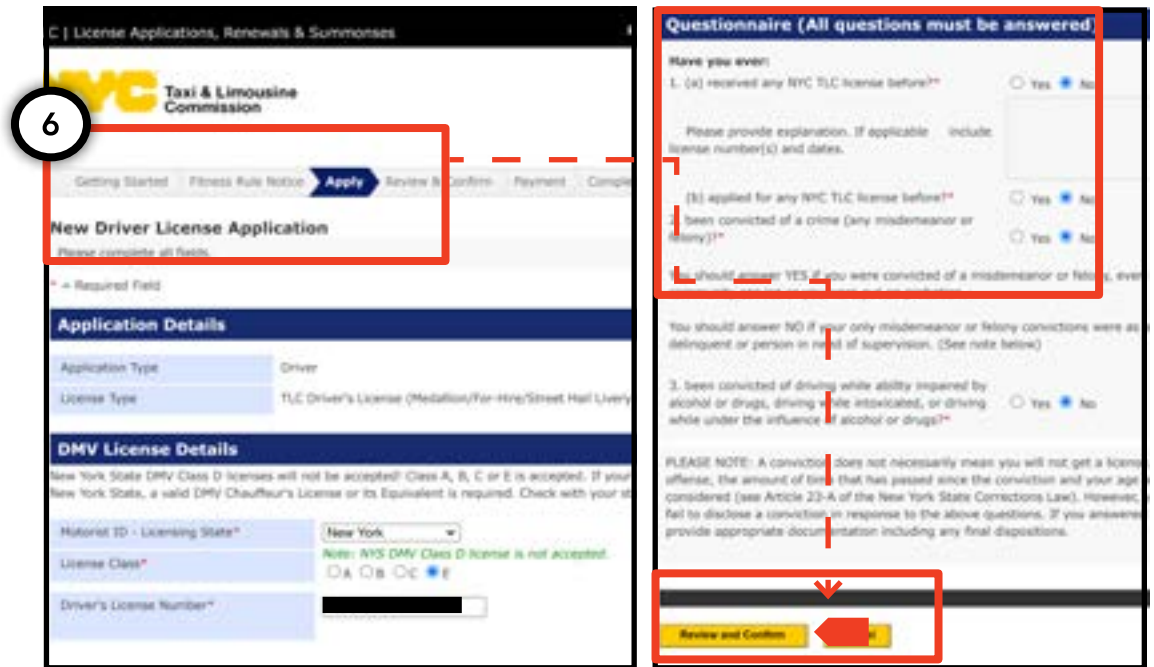 C | License Applications, Renewals & Summonses
NYC
Taxi & Limousine
Commission
6
Getting Started Fitness Rule Notice Apply Review & Confirm Payment Comple
New Driver License Application
Please complete all fields.
* = Required Field
Application Details
Application Type Driver
License Type TLC Driver's License (Medallion/For-Hire/Street Hail Livery
DMV License Details
New York State DMV Class D licenses will not be accepted! Class A, B, C or E is accepted. If your
New York State, a valid DMV Chauffeur's License or its Equivalent is required. Check with your st
Motorist ID - Licensing State* New York
Note: NYS DMV Class D license is not accepted.
License Class* A B C E
Driver's License Number*
Questionnaire (All questions must be answered)
Have you ever:
1. (a) received any NYC TLC license before?* Yes No
Please provide explanation. If applicable include
license number(s) and dates.
(b) applied for any NYC TLC license before?* Yes No
2. been convicted of a crime (any misdemeanor or
felony)?* Yes No
You should answer YES if you were convicted of a misdemeanor or felony, even
You should answer NO if your only misdemeanor or felony convictions were as
delinquent or person in need of supervision. (See note below)
3. been convicted of driving while ability impaired by
alcohol or drugs, driving while intoxicated, or driving
while under the influence of alcohol or drugs?* Yes No
PLEASE NOTE: A conviction does not necessarily mean you will not get a license
offense, the amount of time that has passed since the conviction and your age
considered (see Article 23-A of the New York State Corrections Law). However,
fail to disclose a conviction in response to the above questions. If you answered
provide appropriate documentation including any final dispositions.
Review and Confirm